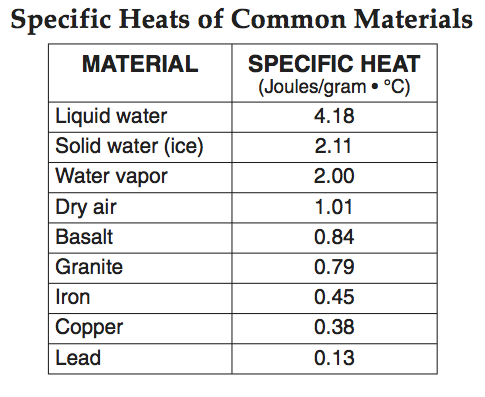 Specific Heats of Common Materials
MATERIAL SPECIFIC HEAT
(Joules/gram • °C)
Liquid water 4.18
Solid water (ice) 2.11
Water vapor 2.00
Dry air 1.01
Basalt 0.84
Granite 0.79
Iron 0.45
Copper 0.38
Lead 0.13